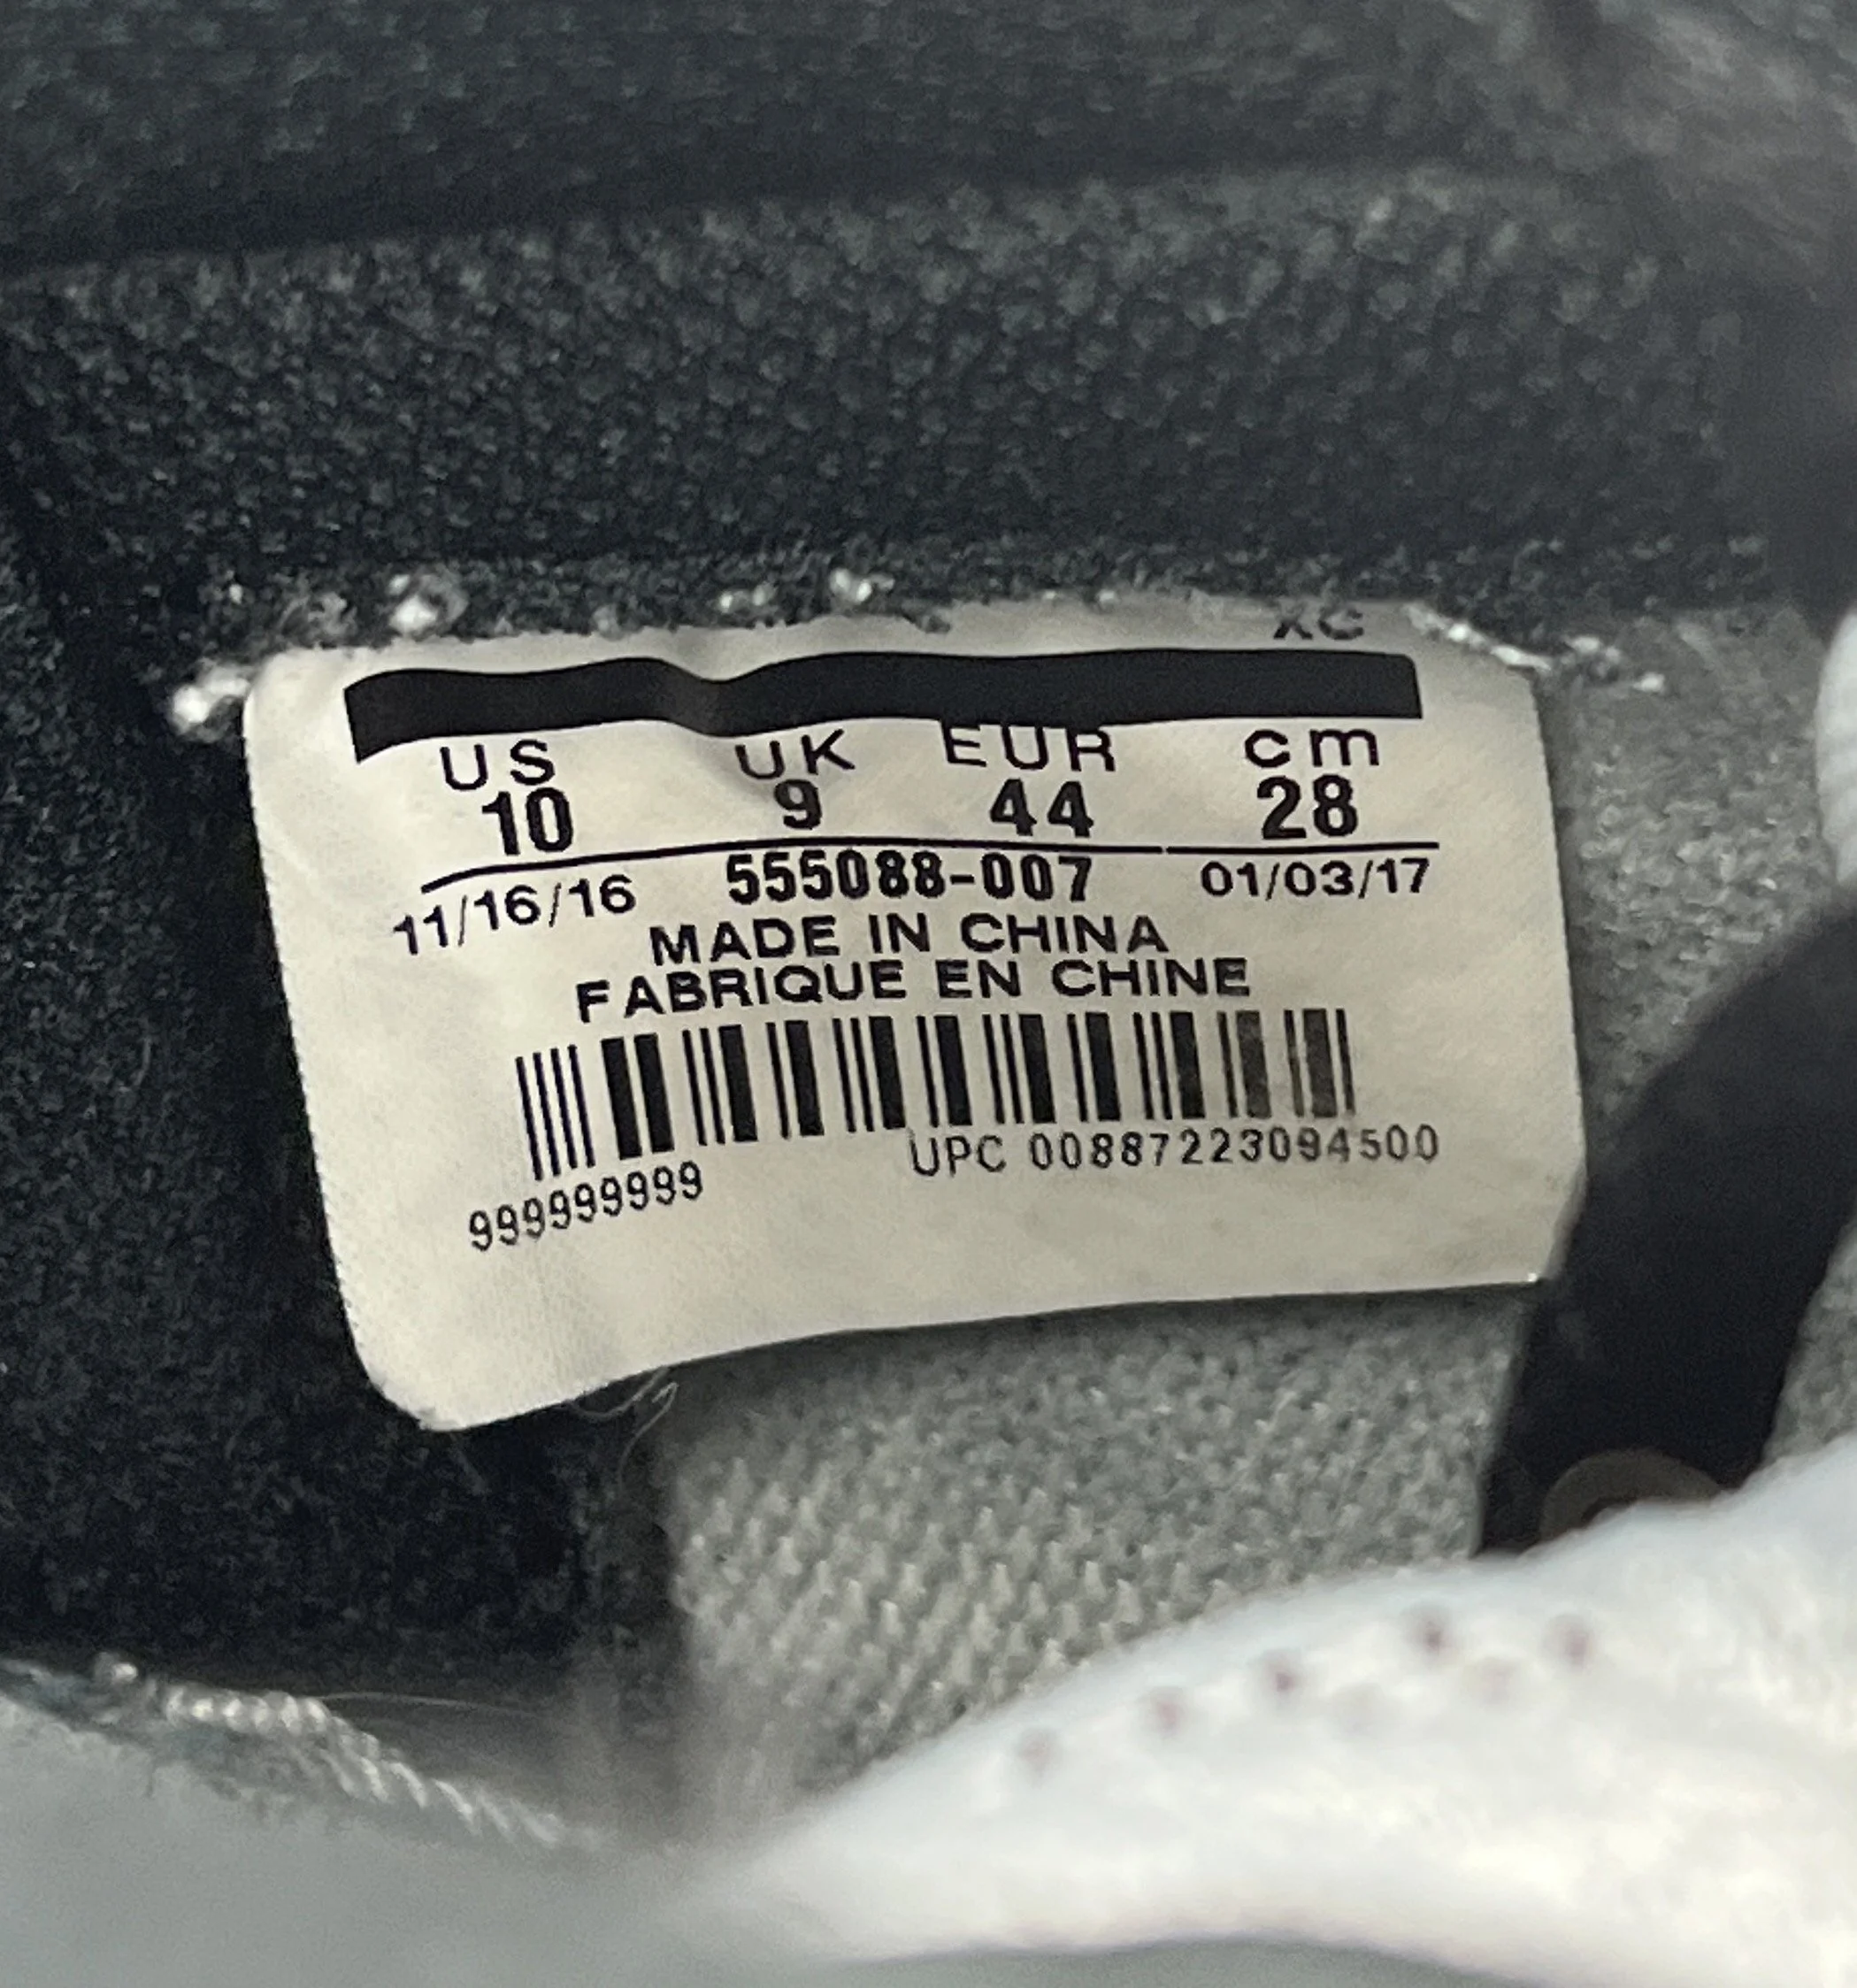 XC
US UK EUR cm
10 9 44 28
11/16/16 555088-007 01/03/17
MADE IN CHINA
FABRIQUE EN CHINE
UPC 00887223094500
999999999